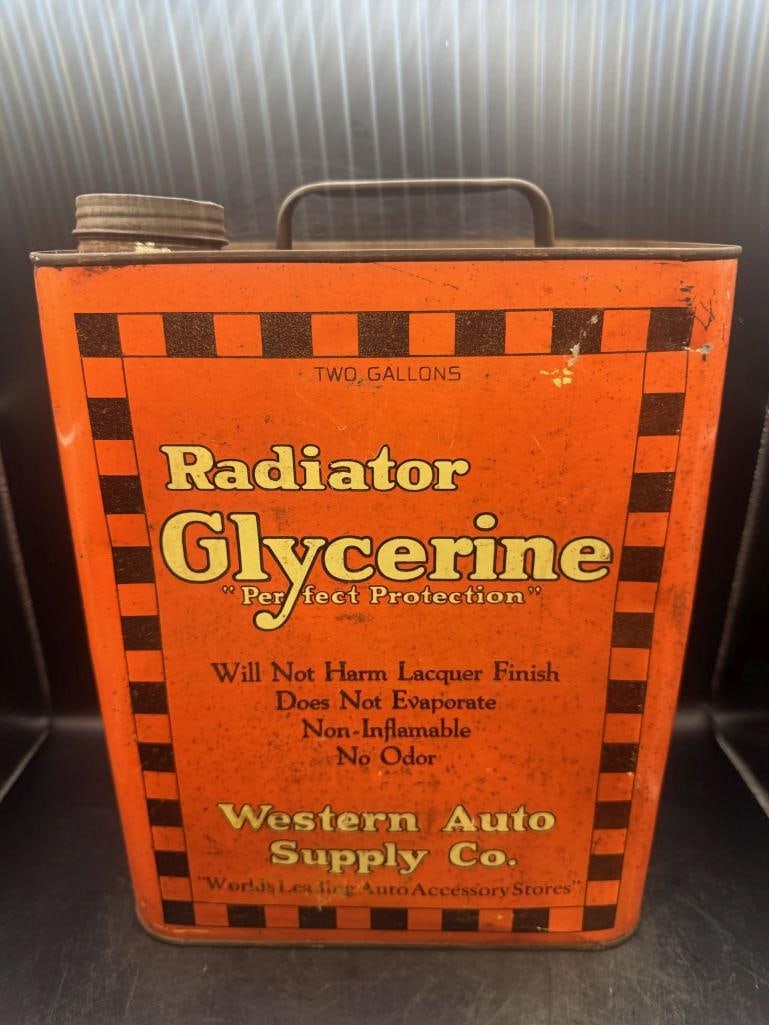 TWO GALLONS
Radiator
Glycerine
"Perfect Protection"
Will Not Harm Lacquer Finish
Does Not Evaporate
Non-Inflamable
No Odor
Western Auto
Supply Co.
"World's Leading Auto Accessory Stores"